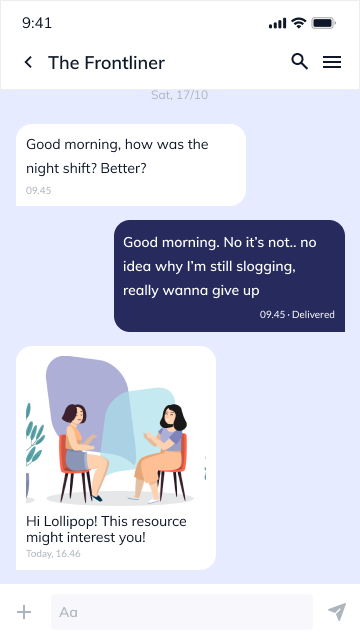 9:41
The Frontliner
Sat, 17/10
Good morning, how was the
night shift? Better?
09.45
Good morning. No it’s not.. no
idea why I’m still slogging,
really wanna give up
09.45 · Delivered
Hi Lollipop! This resource
might interest you!
Today, 16.46
Aa